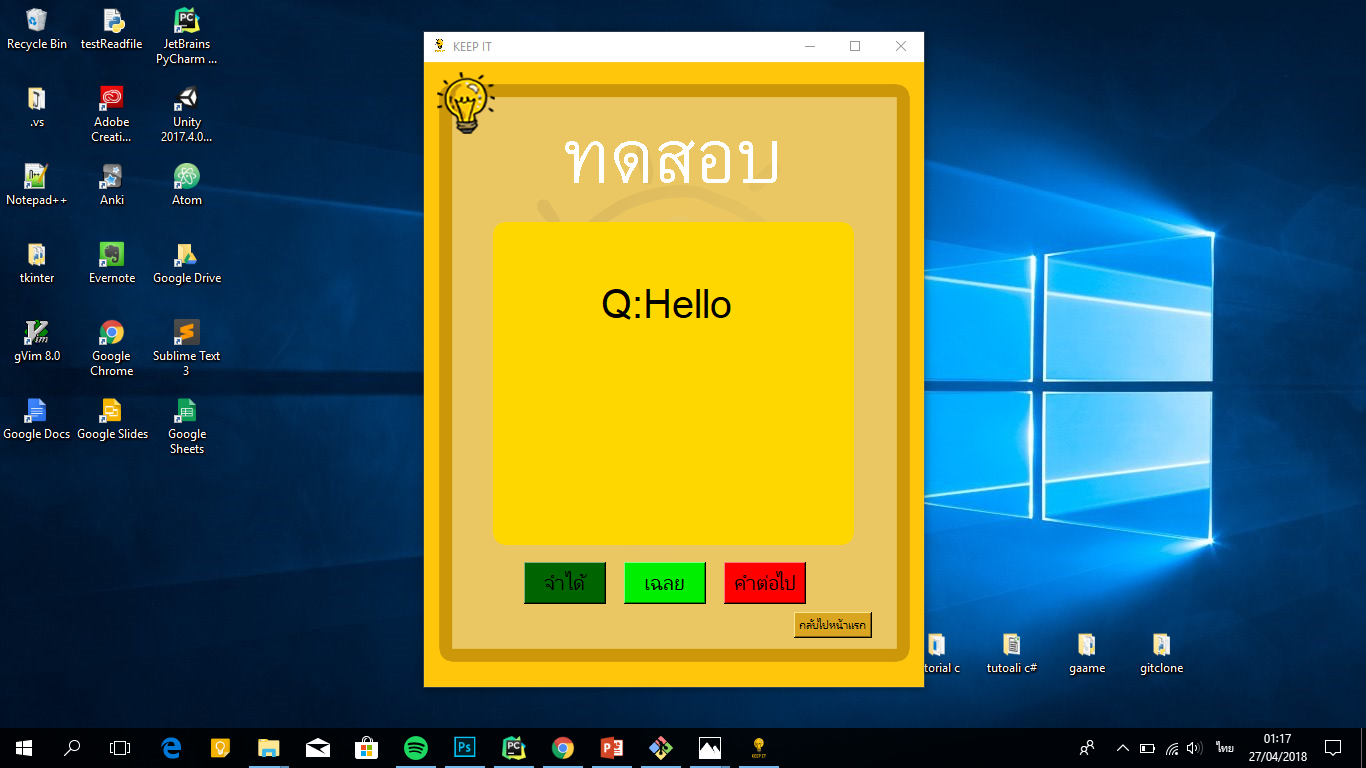 Recycle Bin
testReadfile
JetBrains
PyCharm ...
.vs
Adobe
Creati...
Unity
2017.4.0...
Notepad++
Anki
Atom
tkinter
Evernote
Google Drive
gVim 8.0
Google
Chrome
Sublime Text
3
Google Docs
Google Slides
Google
Sheets
KEEP IT
ทดสอบ
Q:Hello
จำได้
เฉลย
คำต่อไป
กลับไปหน้าแรก
torial c
tutoali c#
gaame
gitclone
Ps
PC
KEEP IT
ไทย
01:17
27/04/2018